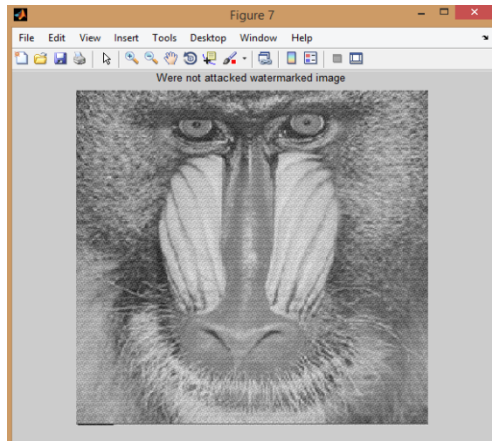 Figure 7
File Edit View Insert Tools Desktop Window Help
Were not attacked watermarked image